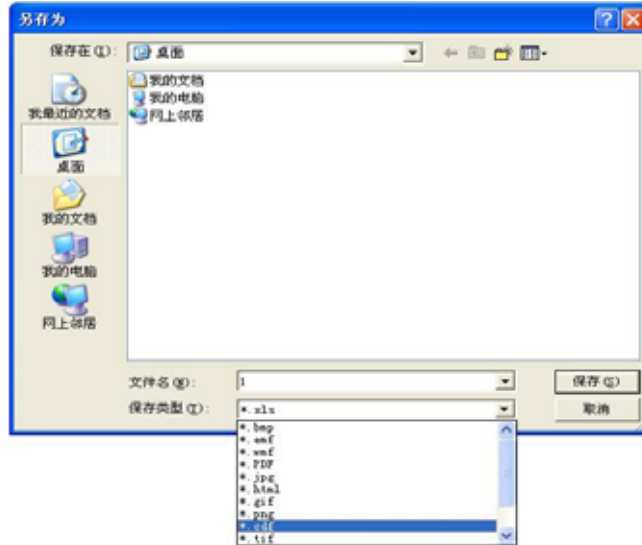 另存为
保存在(I):
桌面
我最近的文档
桌面
我的文档
我的电脑
网上邻居
我的文档
我的电脑
网上邻居
文件名(N):
1
保存(S)
保存类型(T):
*.xls
取消
*.bmp
*.emf
*.wmf
*.PDF
*.jpg
*.html
*.gif
*.png
*.cdf
*.tif